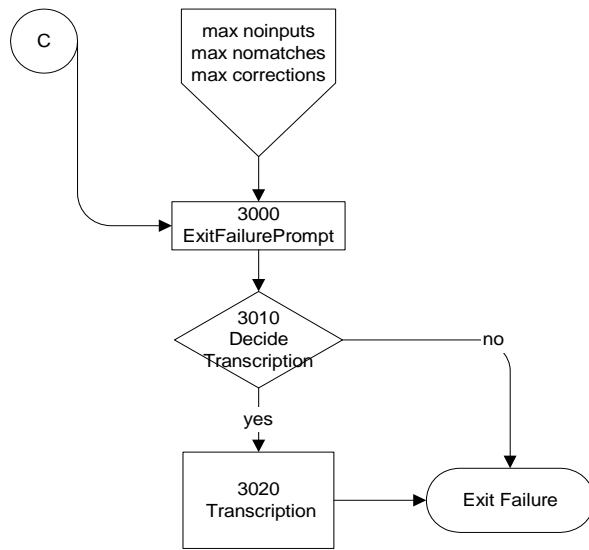 C
max noinputs
max nomatches
max corrections
3000
ExitFailurePrompt
3010
Decide
Transcription
no
yes
3020
Transcription
Exit Failure